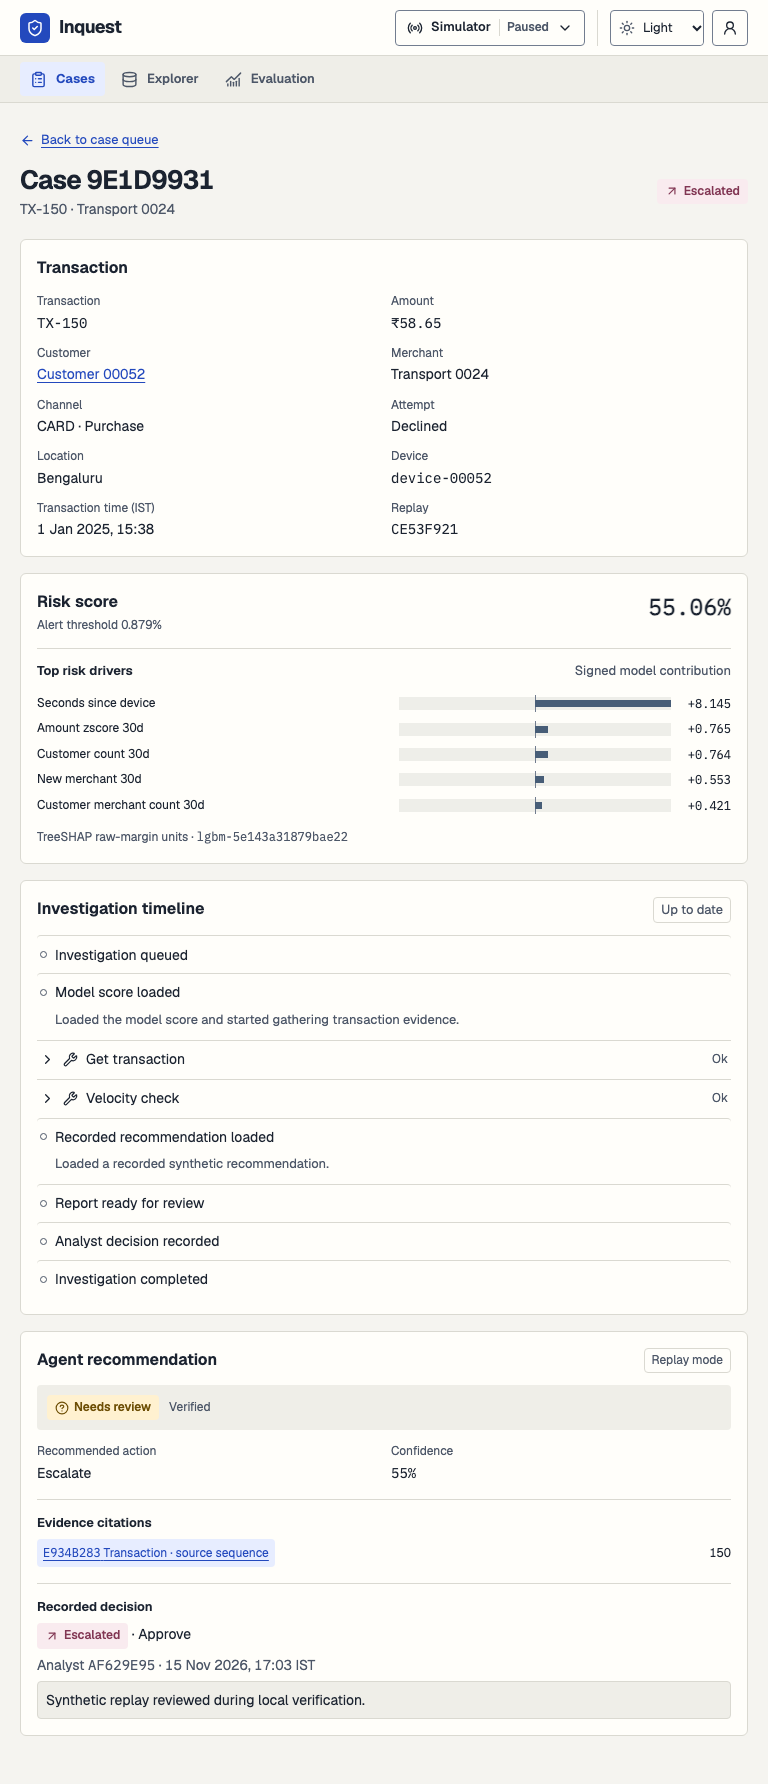 Inquest
Simulator Paused
Light
Cases
Explorer
Evaluation
Back to case queue
Case 9E1D9931
Escalated
TX-150 · Transport 0024
Transaction
Transaction
Amount
TX-150
₹58.65
Customer
Merchant
Customer 00052
Transport 0024
Channel
Attempt
CARD · Purchase
Declined
Location
Device
Bengaluru
device-00052
Transaction time (IST)
Replay
1 Jan 2025, 15:38
CE53F921
Risk score
55.06%
Alert threshold 0.879%
Top risk drivers
Signed model contribution
Seconds since device +8.145
Amount zscore 30d +0.765
Customer count 30d +0.764
New merchant 30d +0.553
Customer merchant count 30d +0.421
TreeSHAP raw-margin units · lgbm-5e143a31879bae22
Investigation timeline
Up to date
Investigation queued
Model score loaded
Loaded the model score and started gathering transaction evidence.
Get transaction Ok
Velocity check Ok
Recorded recommendation loaded
Loaded a recorded synthetic recommendation.
Report ready for review
Analyst decision recorded
Investigation completed
Agent recommendation
Replay mode
Needs review Verified
Recommended action
Confidence
Escalate
55%
Evidence citations
E934B283 Transaction · source sequence 150
Recorded decision
Escalated · Approve
Analyst AF629E95 · 15 Nov 2026, 17:03 IST
Synthetic replay reviewed during local verification.